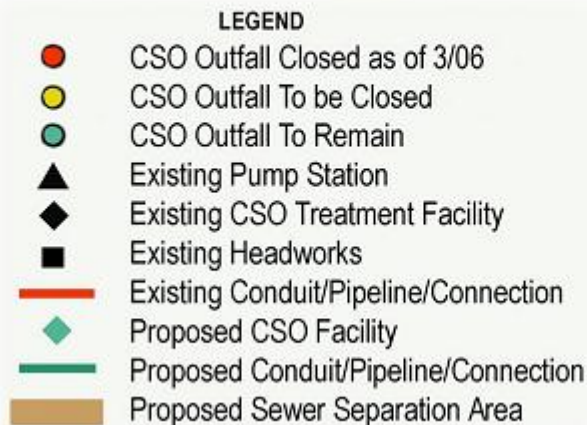 LEGEND
CSO Outfall Closed as of 3/06
CSO Outfall To be Closed
CSO Outfall To Remain
Existing Pump Station
Existing CSO Treatment Facility
Existing Headworks
Existing Conduit/Pipeline/Connection
Proposed CSO Facility
Proposed Conduit/Pipeline/Connection
Proposed Sewer Separation Area